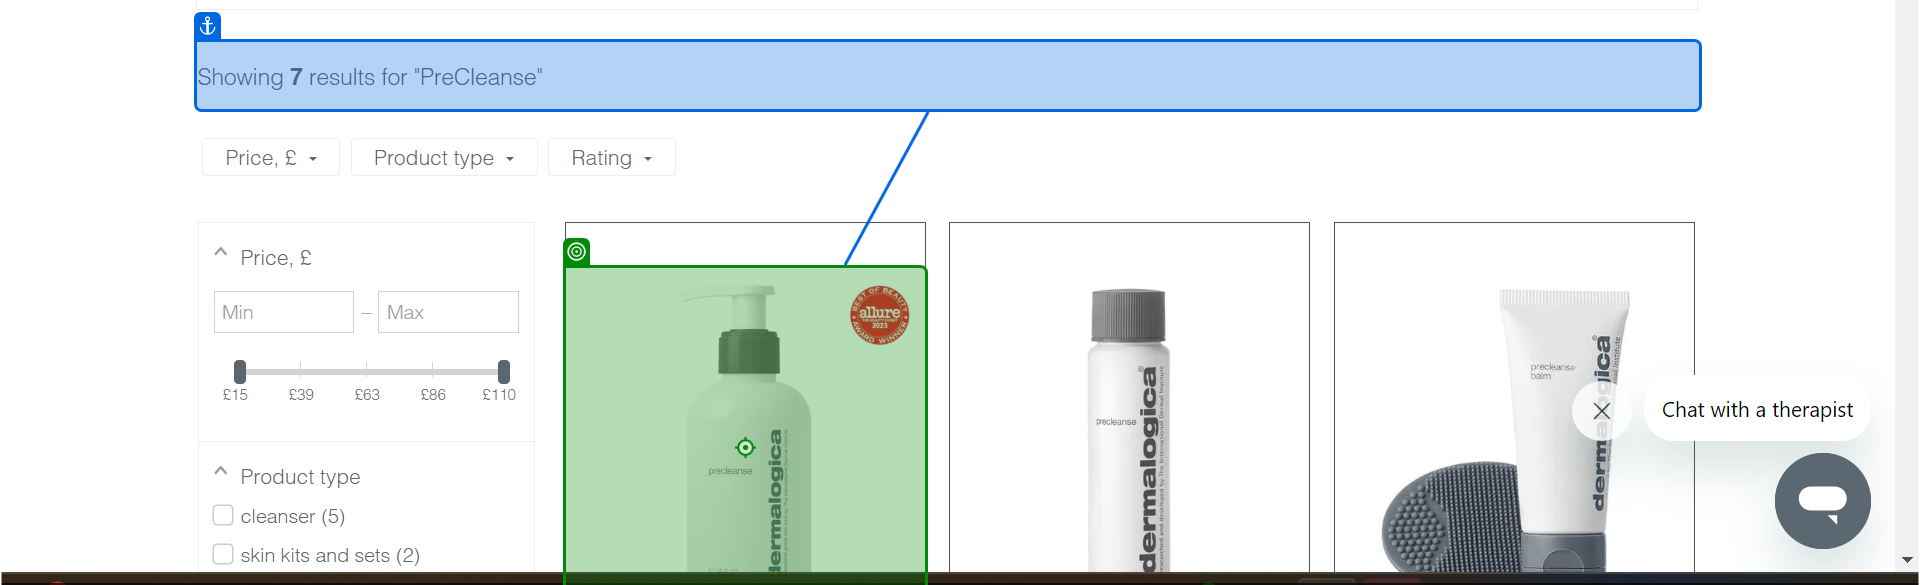 Showing 7 results for "PreCleanse"
Price, £
Product type
Rating
Price, £
Min
–
Max
£15
£39
£63
£86
£110
Product type
cleanser (5)
skin kits and sets (2)
BEST OF BEAUTY
allure
2023
AWARD WINNER
precleanse
dermalogica
precleanse
dermalogica
precleanse
balm
dermalogica
Chat with a therapist